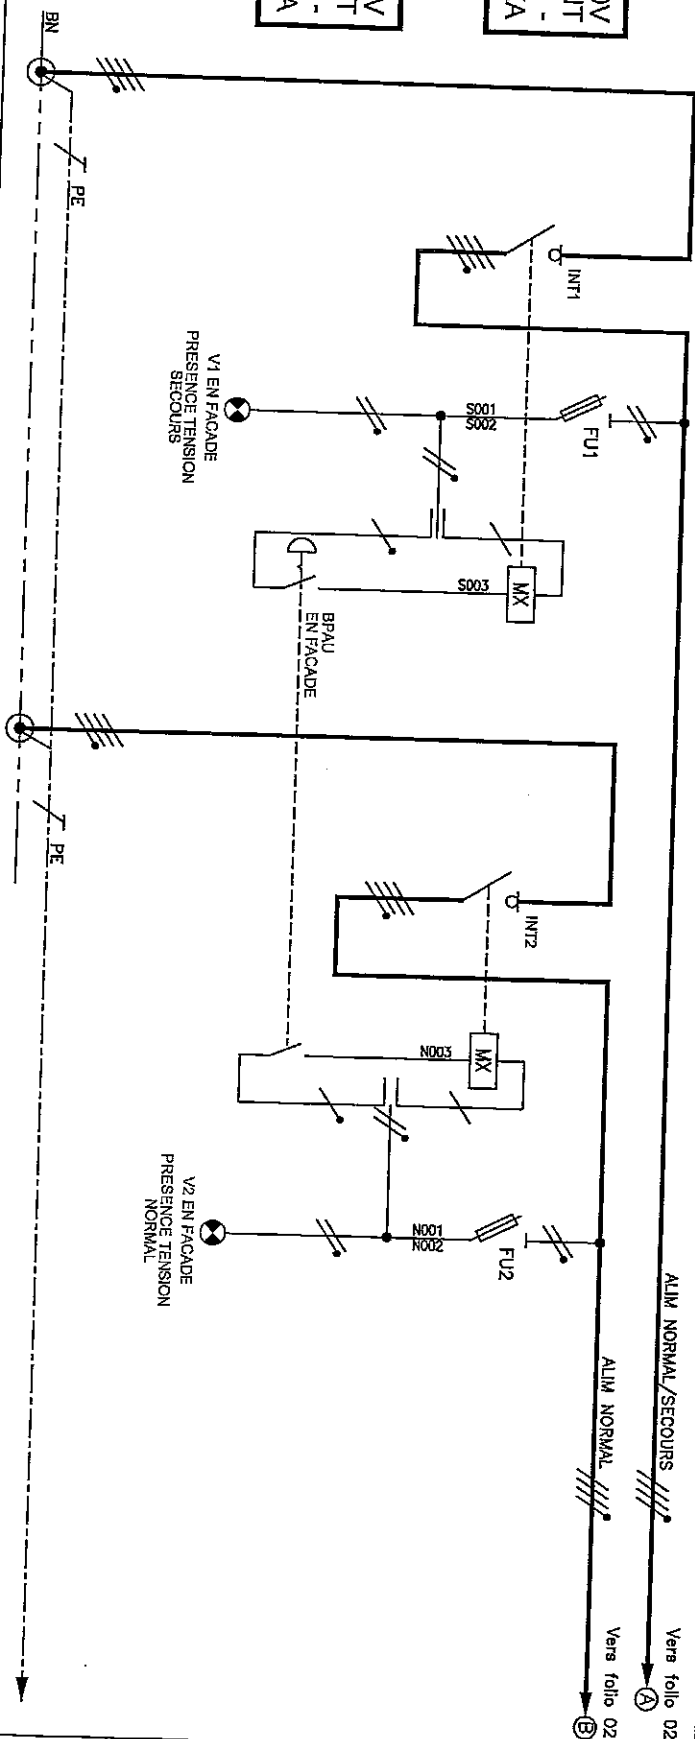 BN
PE
INT1
S001
S002
FU1
V1 EN FACADE
PRESENCE TENSION
SECOURS
S003
MX
BPAU
EN FACADE
PE
INT2
N003
MX
N001
N002
FU2
V2 EN FACADE
PRESENCE TENSION
NORMAL
ALIM NORMAL/SECOURS
ALIM NORMAL
Vers folio 02
A
Vers folio 02
B